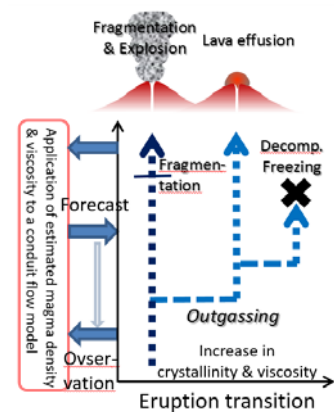 Fragmentation
& Explosion
Lava effusion
Application of estimated magma density
& viscosity to a conduit flow model
Forecast
Ovser-
vation
Fragmen-
tation
Decomp.
Freezing
Outgassing
Increase in
crystallinity & viscosity
Eruption transition